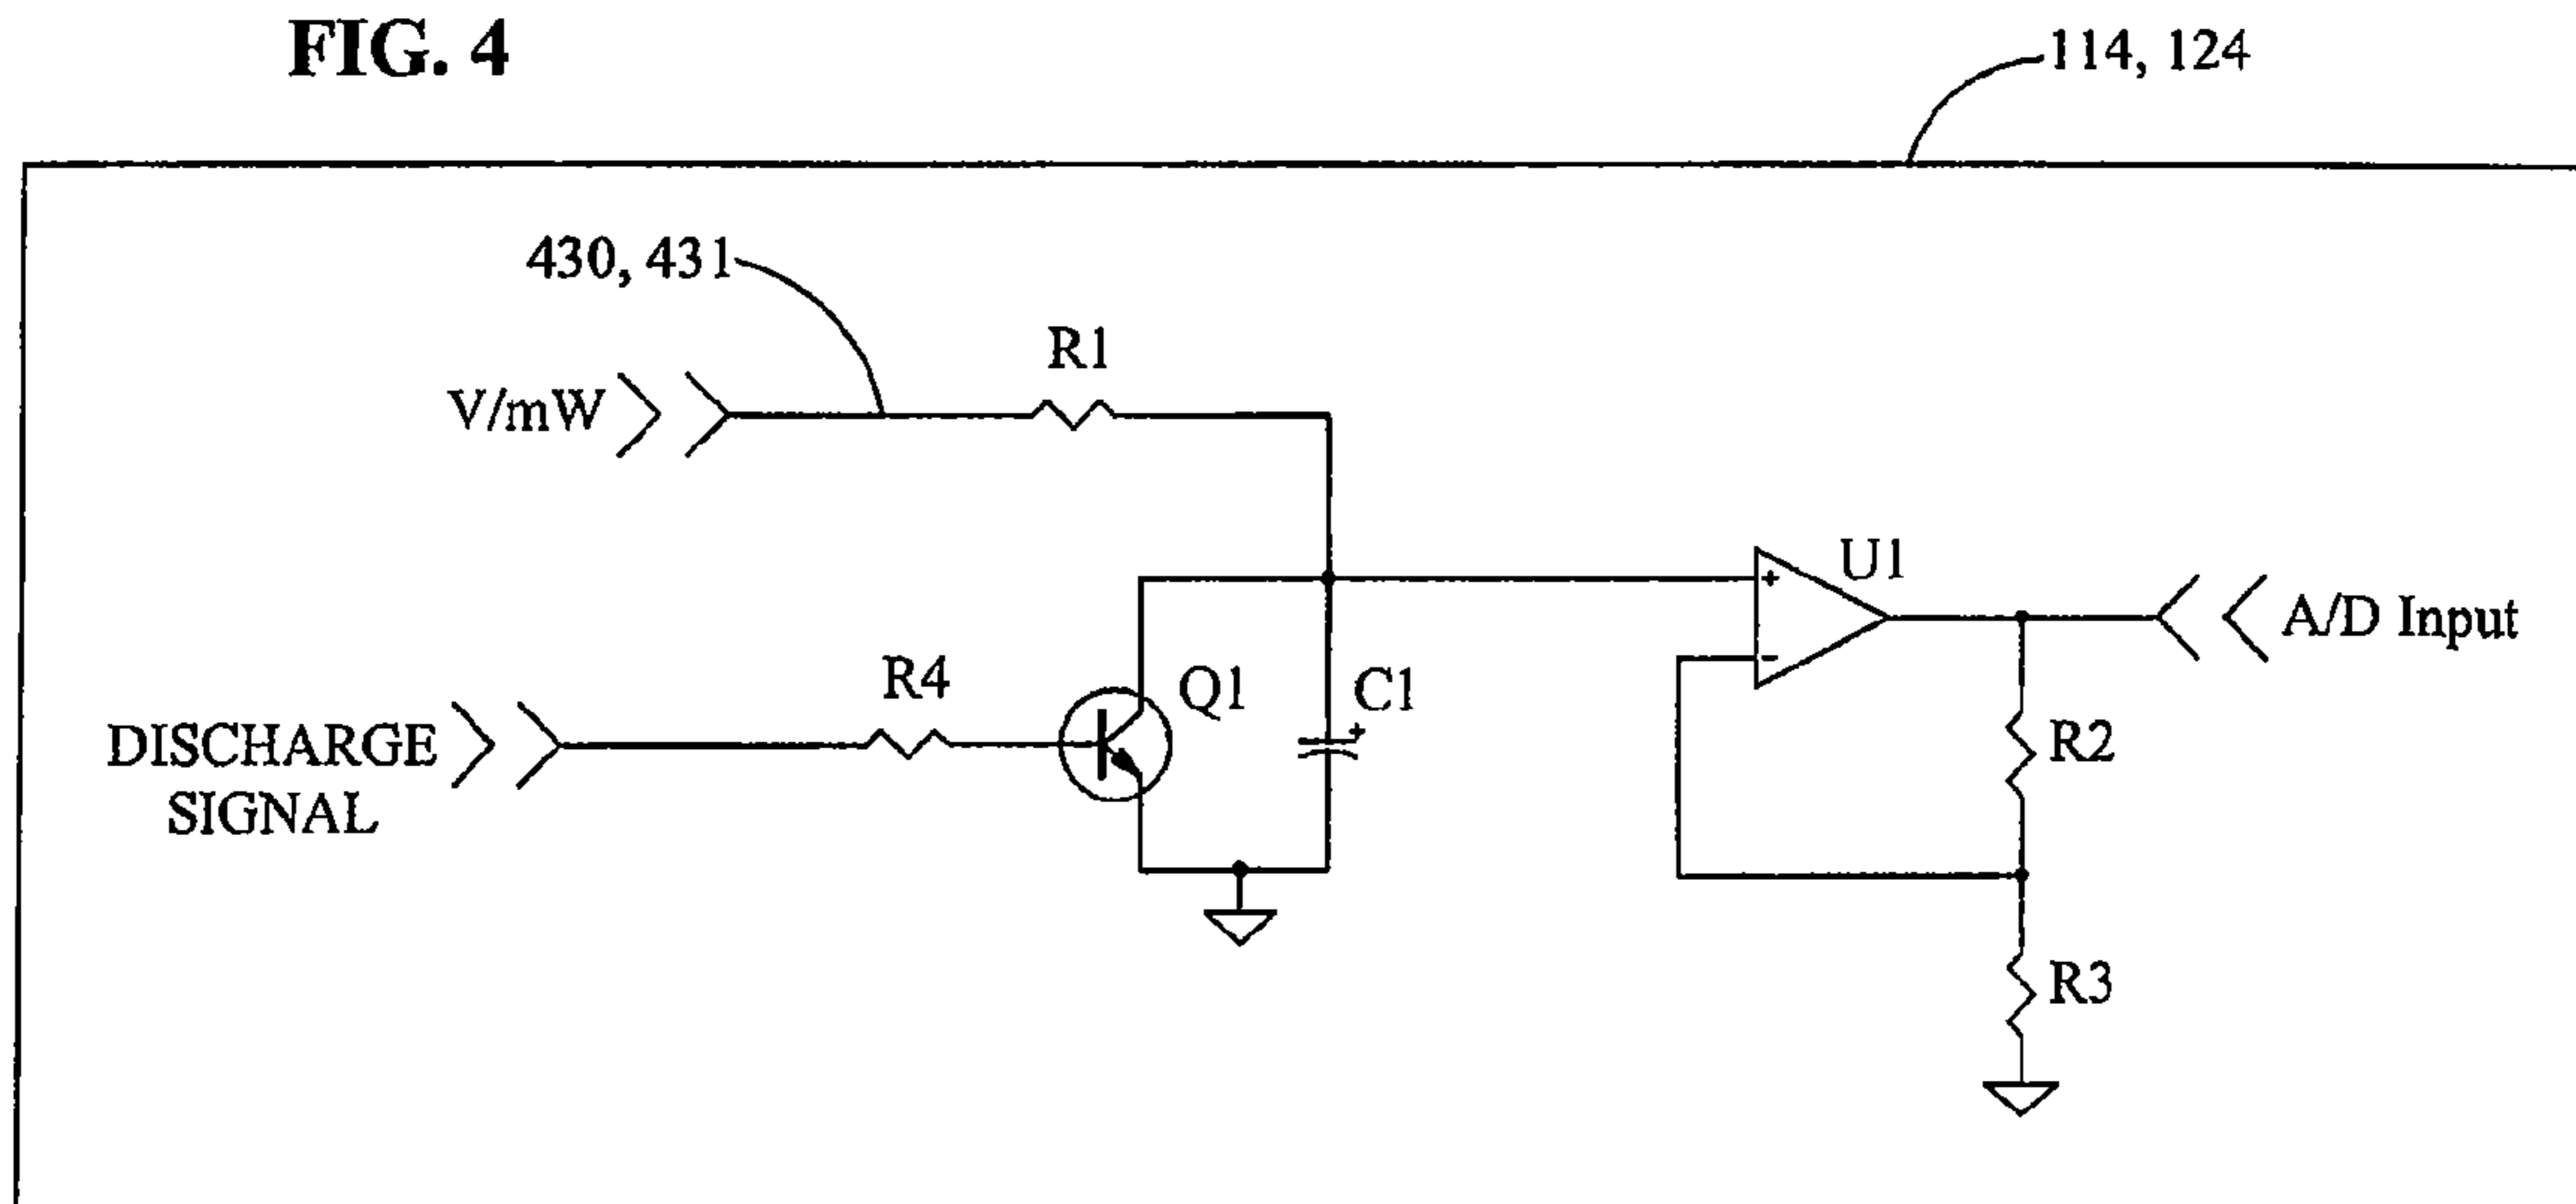 FIG. 4
114, 124
430, 431
R1
V/mW
U1
+
-
A/D Input
R4
Q1
C1
+
R2
DISCHARGE
SIGNAL
R3